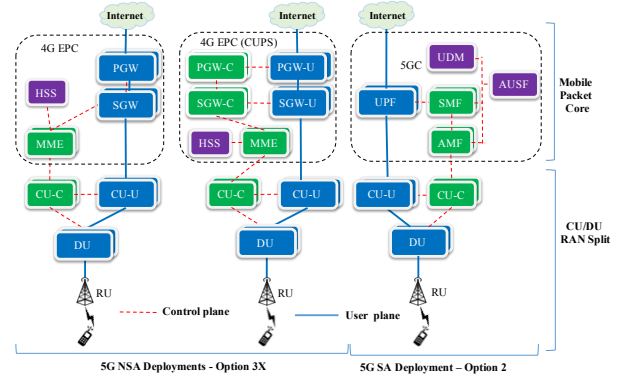 Internet
Internet
Internet
4G EPC
4G EPC (CUPS)
5GC
PGW
PGW-C
PGW-U
UDM
HSS
AUSF
SGW
SGW-C
SGW-U
UPF
SMF
Mobile
Packet
Core
MME
HSS
MME
AMF
CU-C
CU-U
CU-C
CU-U
CU-U
CU-C
DU
DU
DU
CU/DU
RAN Split
RU
RU
RU
Control plane
User plane
5G NSA Deployments - Option 3X
5G SA Deployment – Option 2